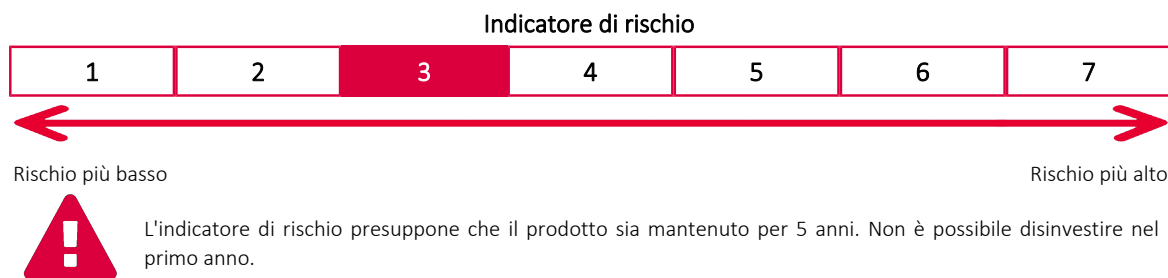 Indicatore di rischio
1 2 3 4 5 6 7
Rischio più basso Rischio più alto
L'indicatore di rischio presuppone che il prodotto sia mantenuto per 5 anni. Non è possibile disinvestire nel
primo anno.